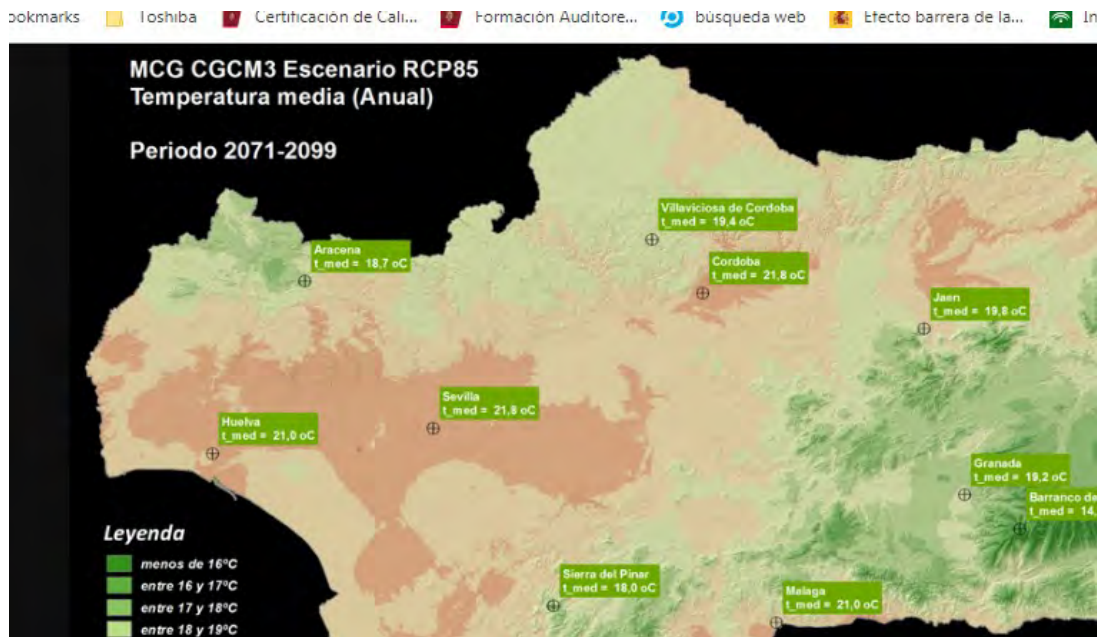 ookmarks Toshiba Certificación de Cali... Formación Auditore... búsqueda web Efecto barrera de la... In
MCG CGCM3 Escenario RCP85
Temperatura media (Anual)
Periodo 2071-2099
Villaviciosa de Cordoba
t_med = 19,4 oC
Aracena
t_med = 18,7 oC
Cordoba
t_med = 21,8 oC
Jaen
t_med = 19,8 oC
Sevilla
t_med = 21,8 oC
Huelva
t_med = 21,0 oC
Granada
t_med = 19,2 oC
Barranco de
t_med = 14,
Leyenda
menos de 16ºC
entre 16 y 17ºC
entre 17 y 18ºC
entre 18 y 19ºC
Sierra del Pinar
t_med = 18,0 oC
Malaga
t_med = 21,0 oC